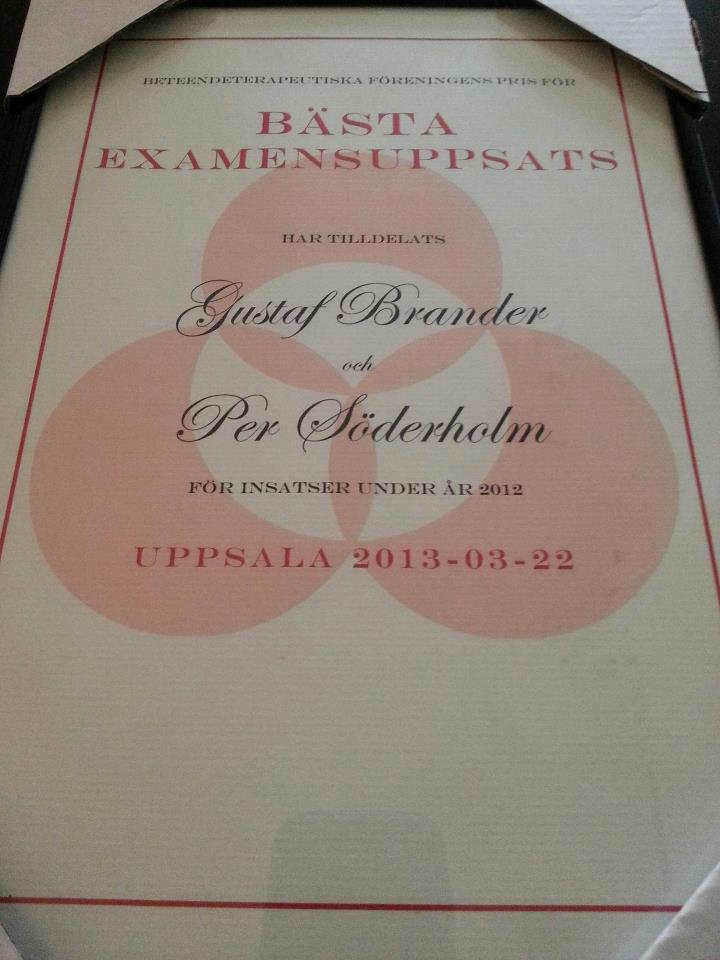 BETEENDETERAPEUTISKA FÖRENINGENS PRIS FÖR
BÄSTA
EXAMENSUPPSATS
HAR TILLDELATS
Gustaf Brander
och
Per Söderholm
FÖR INSATSER UNDER ÅR 2012
UPPSALA 2013-03-22